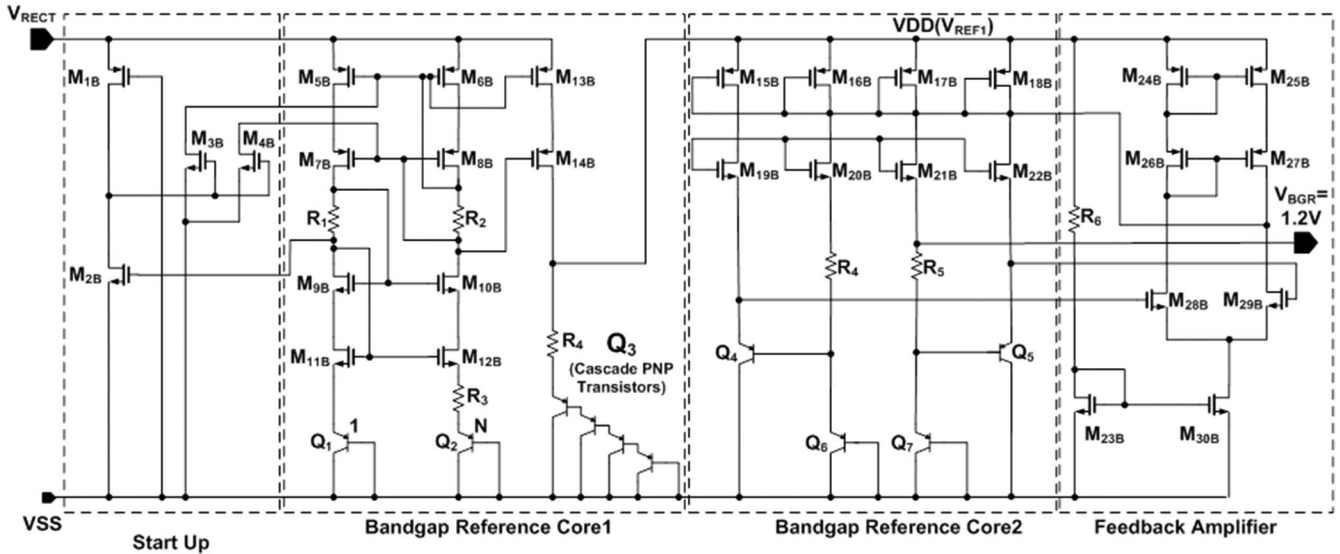 VRECT
VDD(VREF1)
M1B
M5B
M6B
M13B
M15B
M16B
M17B
M18B
M24B
M25B
M3B
M4B
M7B
M8B
M14B
M19B
M20B
M21B
M22B
M26B
M27B
VBGR=
1.2V
R1
R2
R6
M2B
M9B
M10B
R4
R5
M28B
M29B
M11B
M12B
R4
Q3
(Cascade PNP
Transistors)
Q4
Q5
R3
1
N
Q1
Q2
Q6
Q7
M23B
M30B
VSS
Start Up
Bandgap Reference Core1
Bandgap Reference Core2
Feedback Amplifier